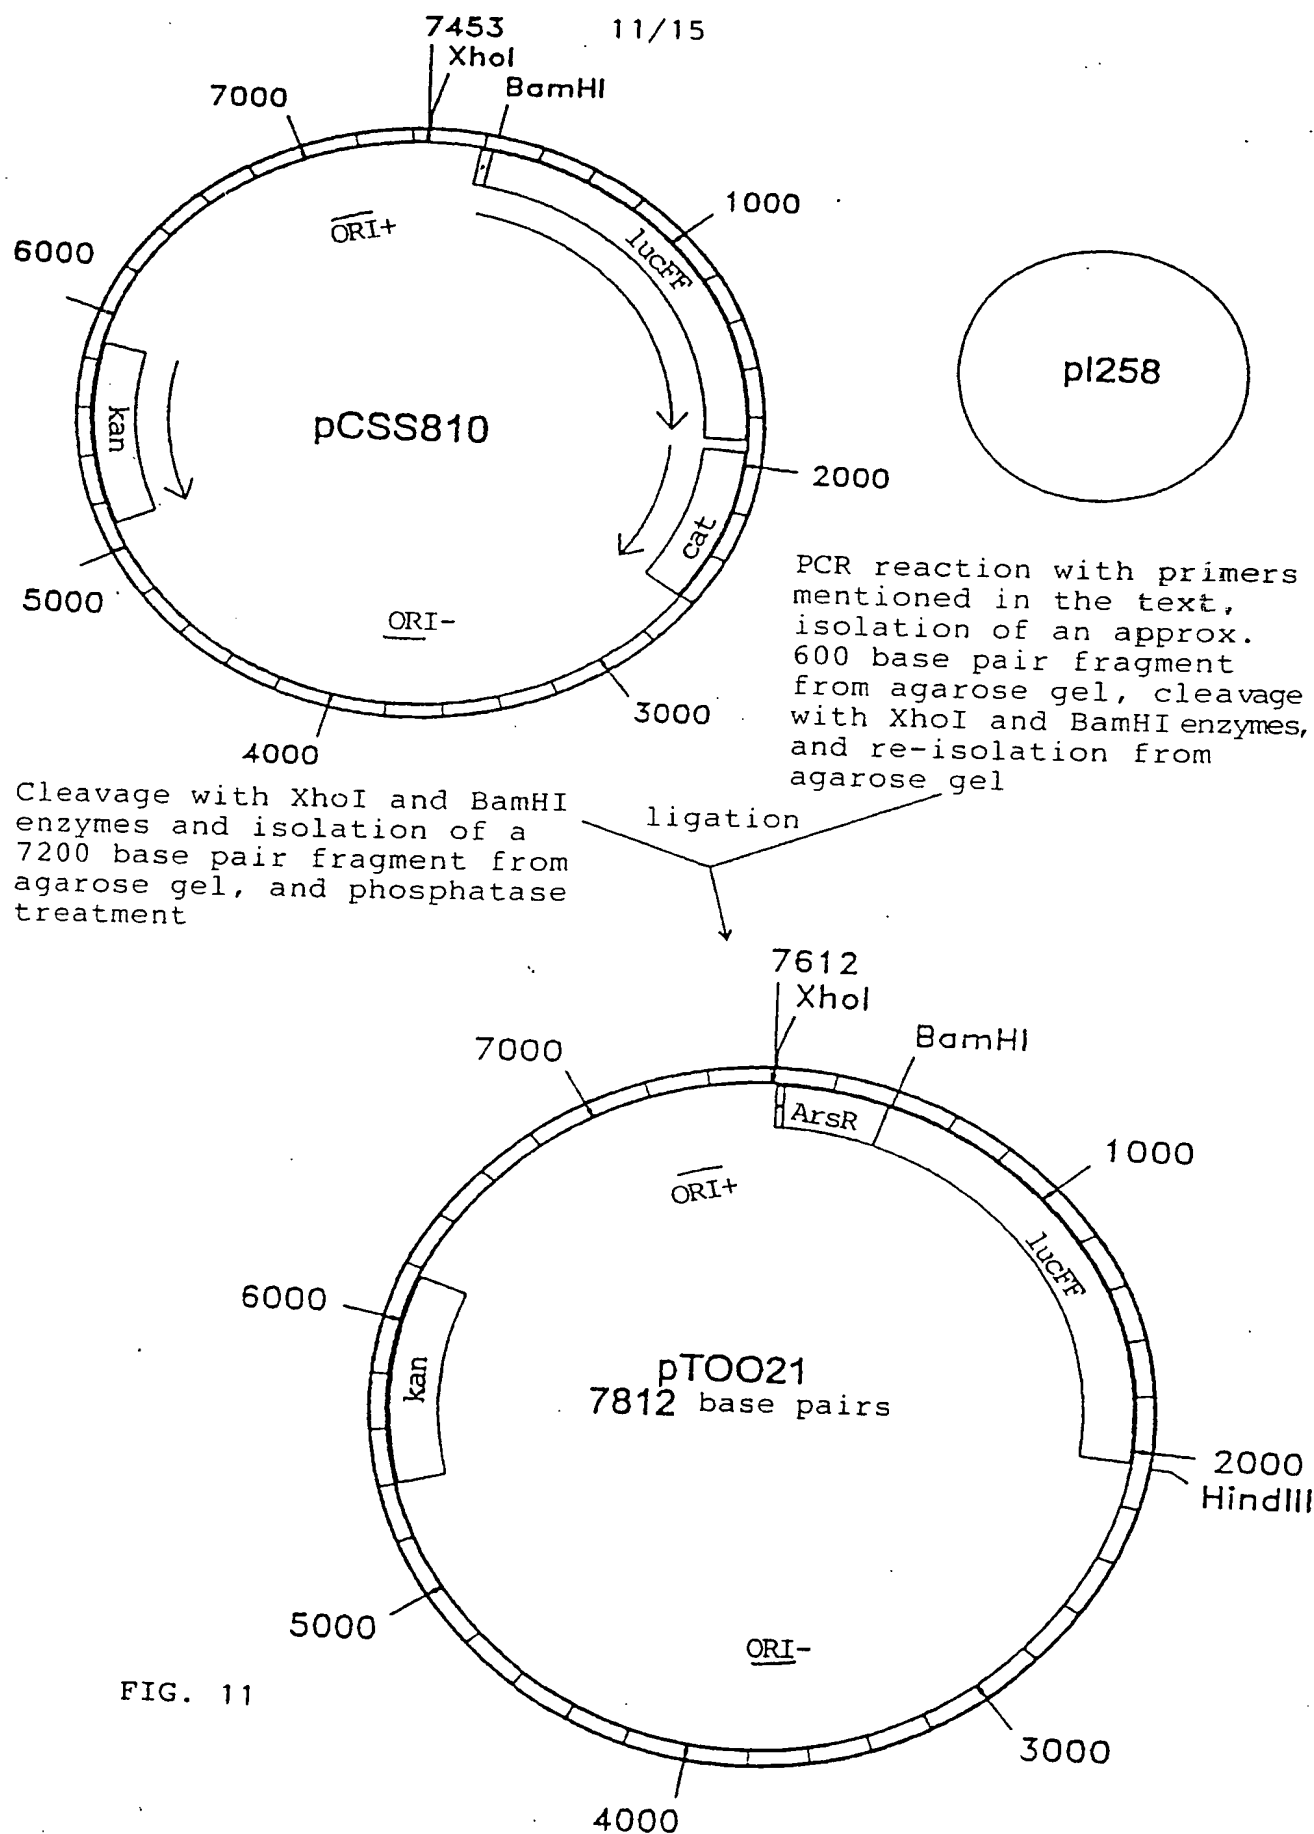 11/15
7453
XhoI
BamHI
7000
1000
6000
ORI+
lucFF
pI258
kan
pCSS810
2000
cat
5000
ORI-
3000
4000
PCR reaction with primers
mentioned in the text,
isolation of an approx.
600 base pair fragment
from agarose gel, cleavage
with XhoI and BamHI enzymes,
and re-isolation from
agarose gel
Cleavage with XhoI and BamHI
enzymes and isolation of a
7200 base pair fragment from
agarose gel, and phosphatase
treatment
ligation
7612
XhoI
BamHI
7000
ArsR
1000
ORI+
lucFF
6000
kan
pTOO21
7812 base pairs
2000
HindIII
5000
ORI-
3000
4000
FIG. 11